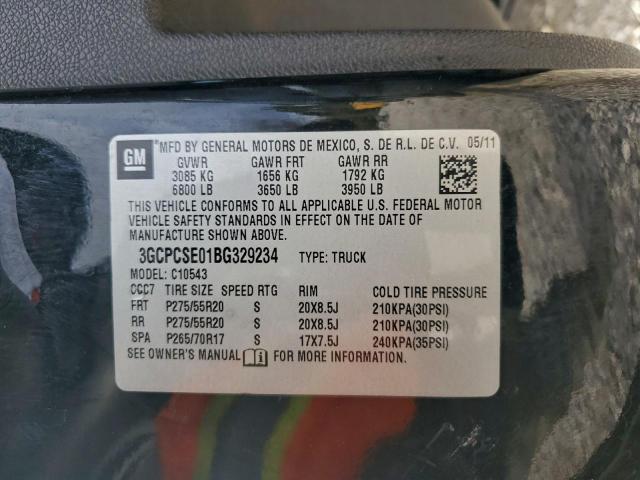 GM
MFD BY GENERAL MOTORS DE MEXICO, S. DE R.L. DE C.V. 05/11
GVWR GAWR FRT GAWR RR
3085 KG 1656 KG 1792 KG
6800 LB 3650 LB 3950 LB
THIS VEHICLE CONFORMS TO ALL APPLICABLE U.S. FEDERAL MOTOR
VEHICLE SAFETY STANDARDS IN EFFECT ON THE DATE OF
MANUFACTURE SHOWN ABOVE.
3GCPCSE01BG329234 TYPE: TRUCK
MODEL: C10543
CCC7 TIRE SIZE SPEED RTG RIM COLD TIRE PRESSURE
FRT P275/55R20 S 20X8.5J 210KPA(30PSI)
RR P275/55R20 S 20X8.5J 210KPA(30PSI)
SPA P265/70R17 S 17X7.5J 240KPA(35PSI)
SEE OWNER'S MANUAL FOR MORE INFORMATION.